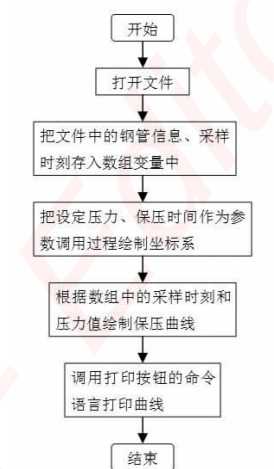 开始
打开文件
把文件中的钢管信息、采样
时刻存入数组变量中
把设定压力、保压时间作为参
数调用过程绘制坐标系
根据数组中的采样时刻和
压力值绘制保压曲线
调用打印按钮的命令
语言打印曲线
结束